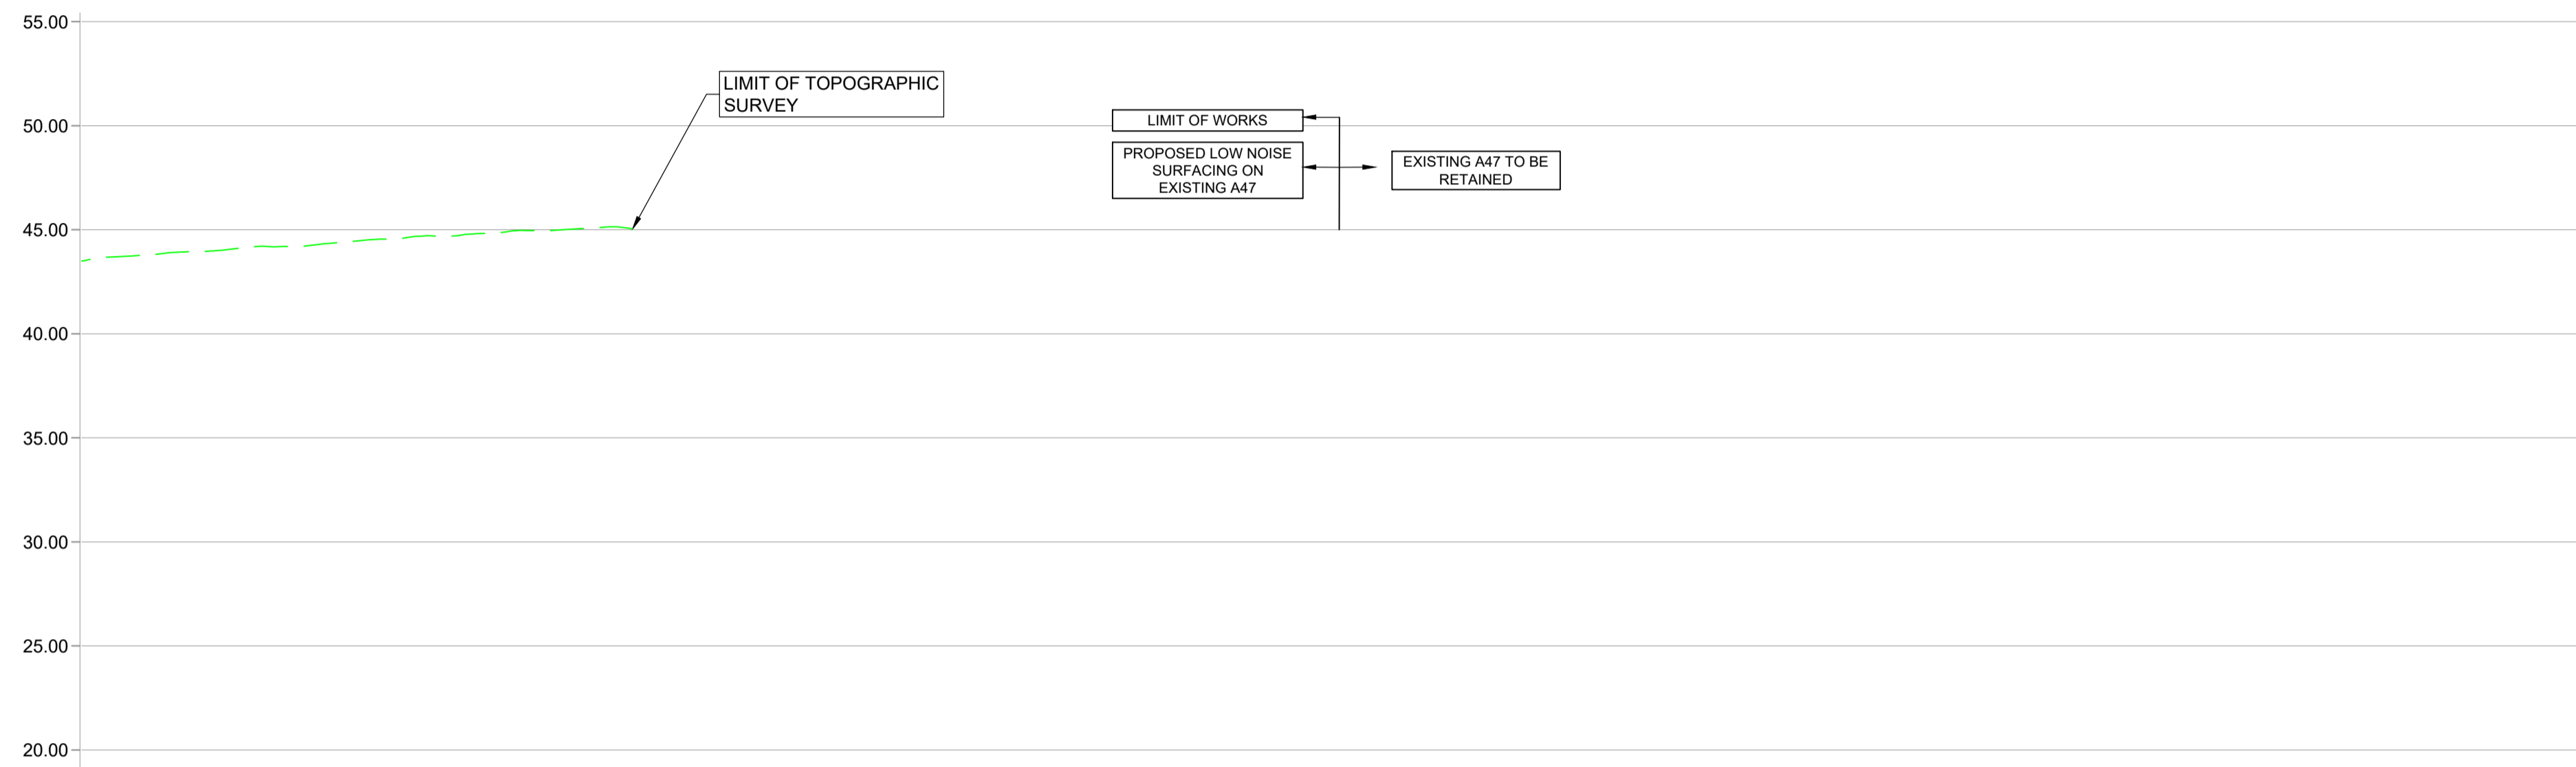 55.00
LIMIT OF TOPOGRAPHIC
SURVEY
50.00
LIMIT OF WORKS
PROPOSED LOW NOISE
SURFACING ON
EXISTING A47
EXISTING A47 TO BE
RETAINED
45.00
40.00
35.00
30.00
25.00
20.00